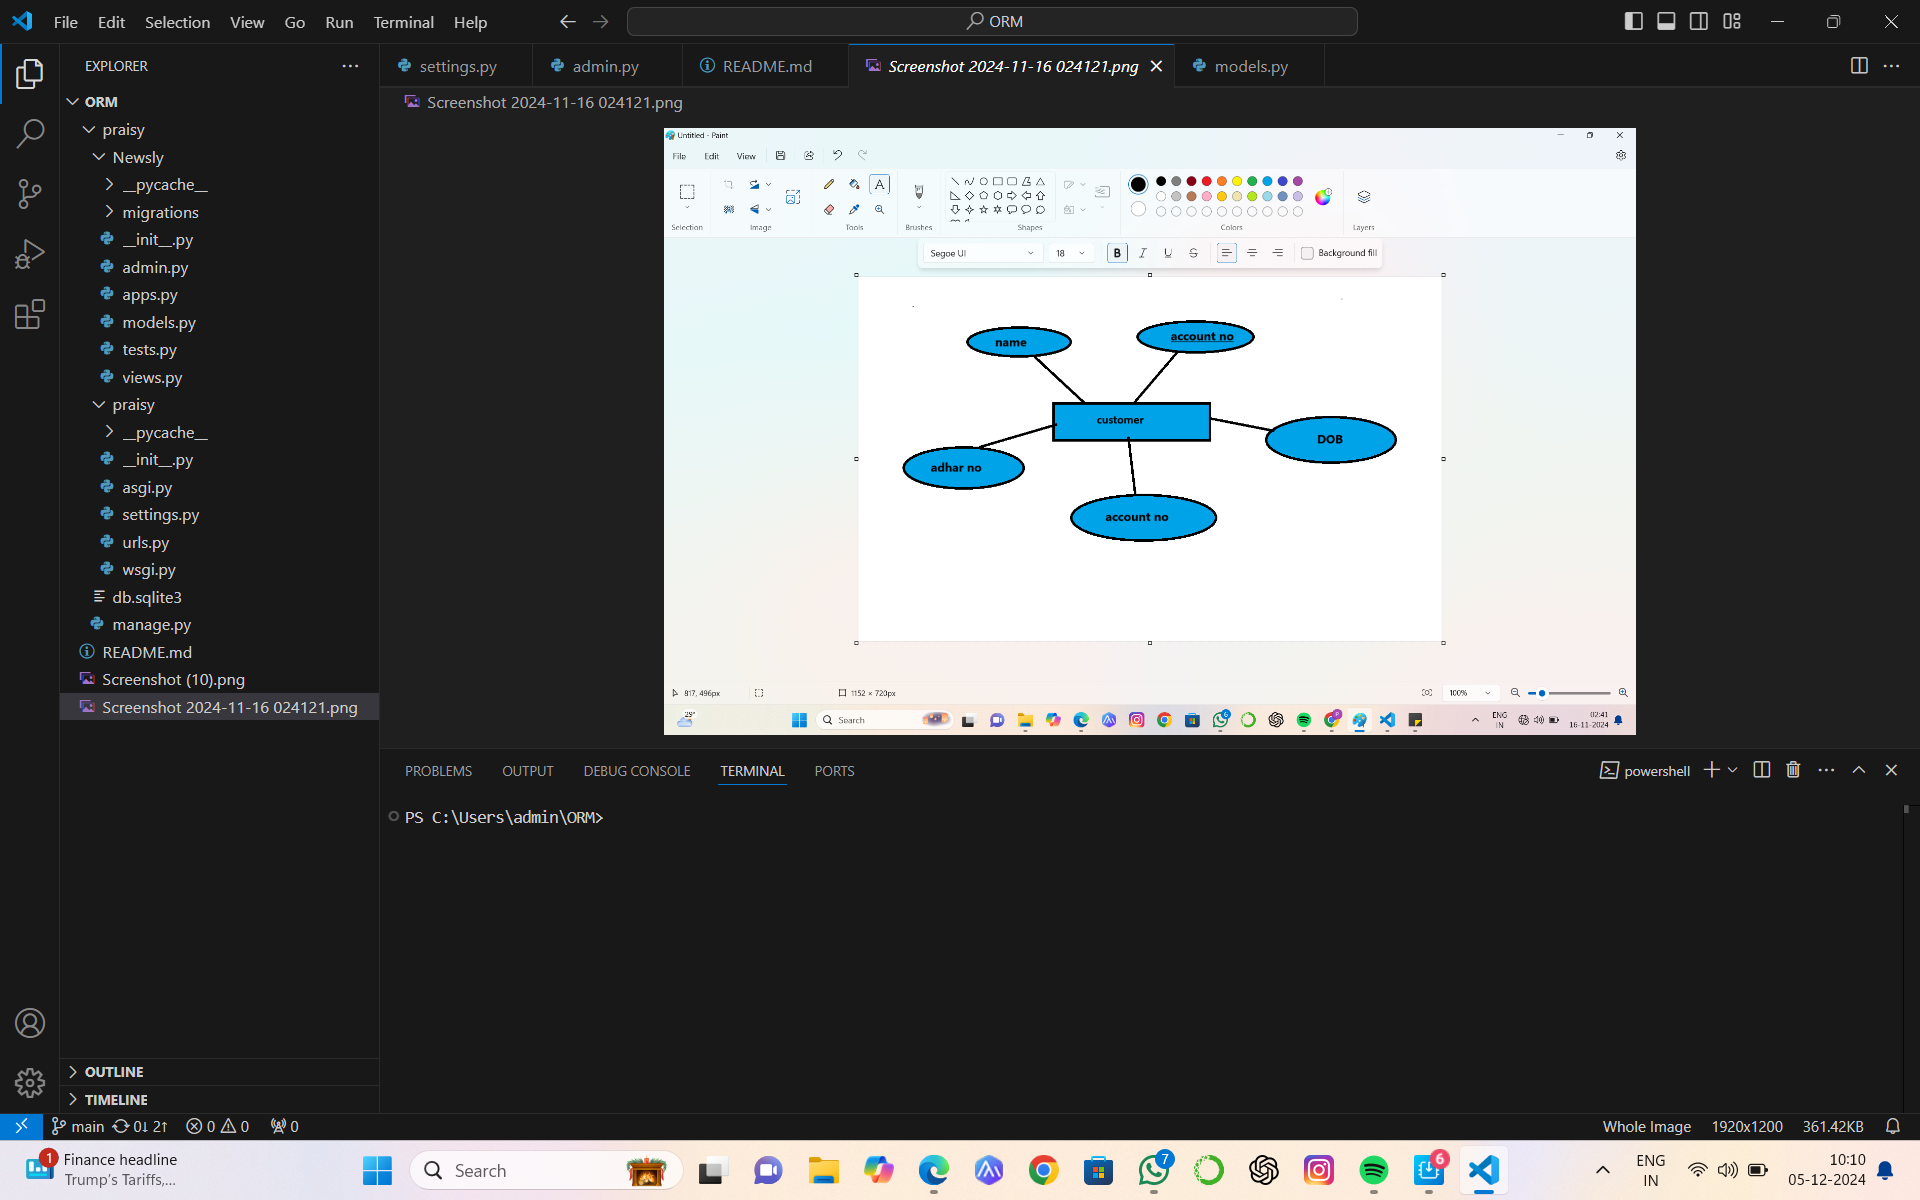 File Edit Selection View Go Run Terminal Help
ORM
EXPLORER
ORM
praisy
Newsly
__pycache__
migrations
__init__.py
admin.py
apps.py
models.py
tests.py
views.py
praisy
__pycache__
__init__.py
asgi.py
settings.py
urls.py
wsgi.py
db.sqlite3
manage.py
README.md
Screenshot (10).png
Screenshot 2024-11-16 024121.png
OUTLINE
TIMELINE
settings.py admin.py README.md Screenshot 2024-11-16 024121.png models.py
Screenshot 2024-11-16 024121.png
Untitled - Paint
File Edit View
Selection Image Tools Brushes Shapes Colors Layers
Segoe UI 18 B I U S Background fill
name
account no
customer
DOB
adhar no
account no
817, 496px 1152 × 720px 100%
29°
Search
6
ENG
IN
02:41
16-11-2024
PROBLEMS OUTPUT DEBUG CONSOLE TERMINAL PORTS
powershell
PS C:\Users\admin\ORM>
main 0↓ 2↑ 0 0 0
Whole Image 1920x1200 361.42KB
1
Finance headline
Trump's Tariffs,...
Search
7
6
ENG
IN
10:10
05-12-2024